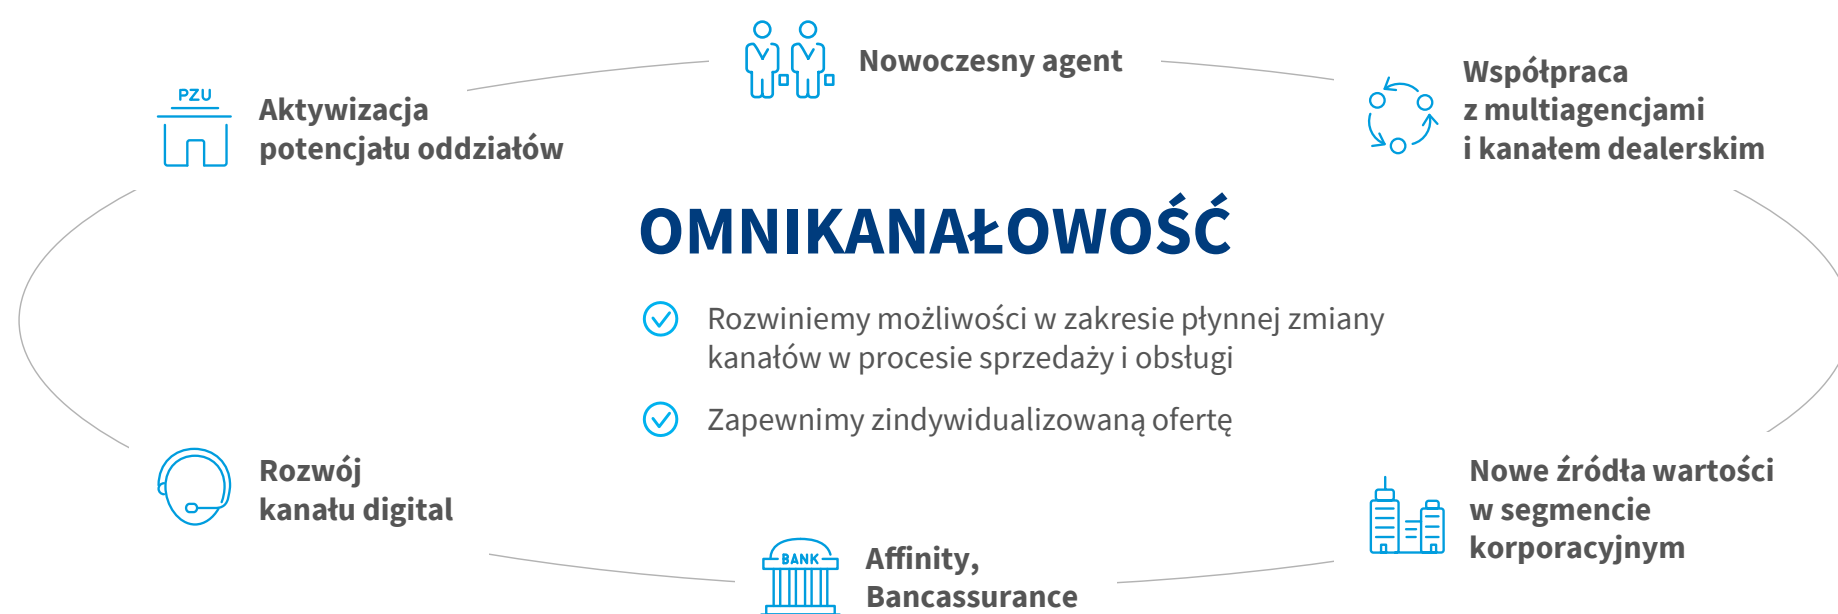 Nowoczesny agent
PZU
Aktywizacja
potencjału oddziałów
Współpraca
z multiagencjami
i kanałem dealerskim
OMNIKANAŁOWOŚĆ
Rozwiniemy możliwości w zakresie płynnej zmiany
kanałów w procesie sprzedaży i obsługi
Zapewnimy zindywidualizowaną ofertę
Rozwój
kanału digital
BANK
Affinity,
Bancassurance
Nowe źródła wartości
w segmencie
korporacyjnym